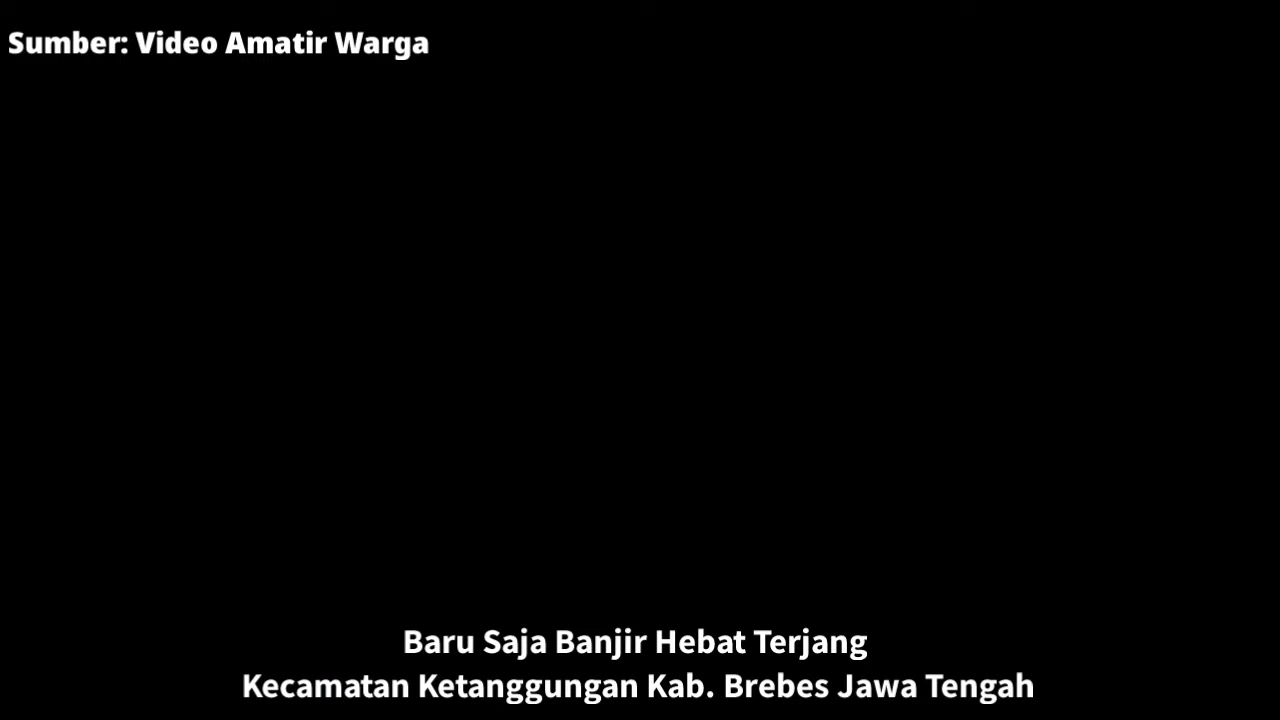 Sumber: Video Amatir Warga
Baru Saja Banjir Hebat Terjang
Kecamatan Ketanggungan Kab. Brebes Jawa Tengah